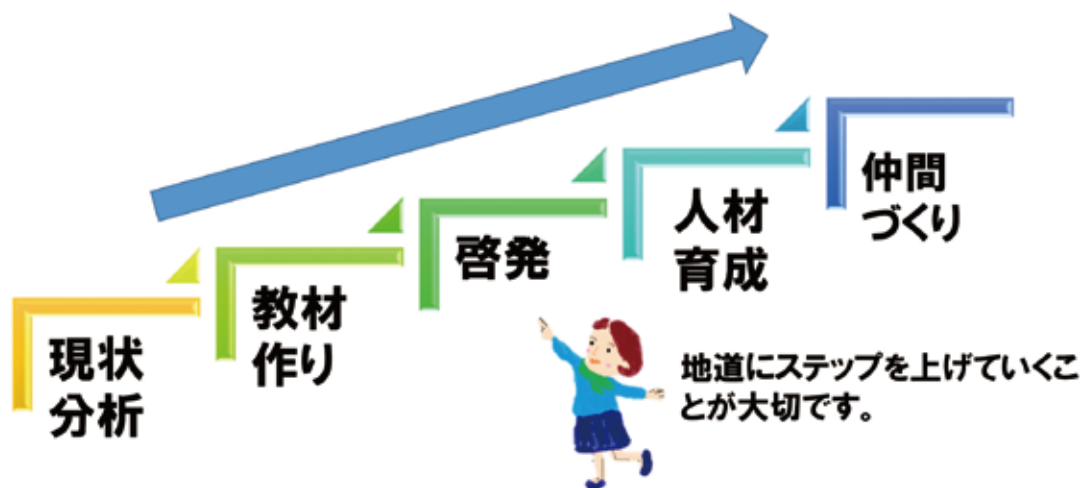 現状
分析
教材
作り
啓発
人材
育成
仲間
づくり
地道にステップを上げていくこ
とが大切です。